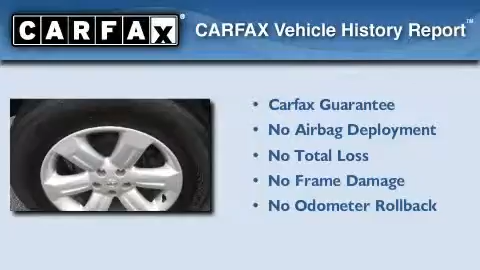 CARFAX® CARFAX Vehicle History Report™
• Carfax Guarantee
• No Airbag Deployment
• No Total Loss
• No Frame Damage
• No Odometer Rollback